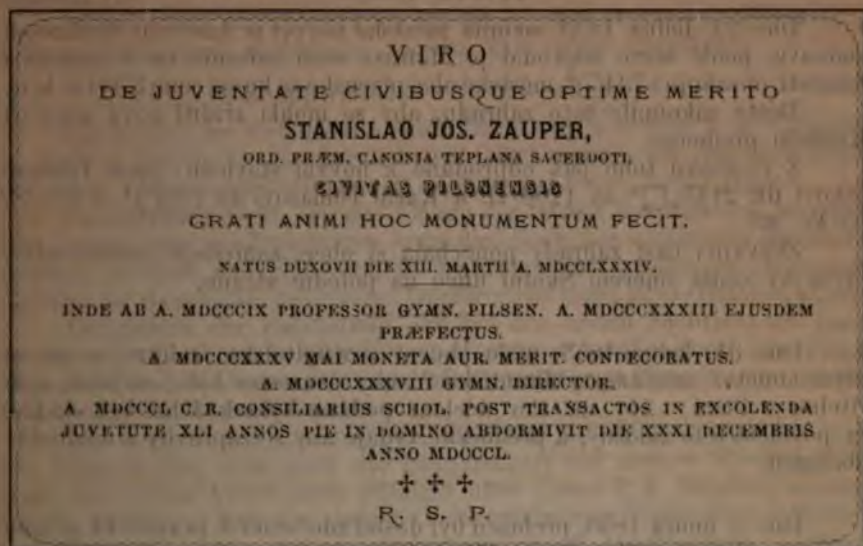 VIRO
DE JUVENTATE CIVIBUSQUE OPTIME MERITO
STANISLAO JOS. ZAUPER,
ORD. PRÆM. CANONIA TEPLANA SACERDOTI,
CIVITAS PILSNENSIS
GRATI ANIMI HOC MONUMENTUM FECIT.
NATUS DUXOVII DIE XIII. MARTII A. MDCCLXXXIV.
INDE AB A. MDCCCIX PROFESSOR GYMN. PILSEN. A. MDCCCXXXIII EJUSDEM
PRÆFECTUS.
A. MDCCCXXXV MAI MONETA AUR. MERIT. CONDECORATUS.
A. MDCCCXXXVIII GYMN. DIRECTOR.
A. MDCCCL C. R. CONSILIARIUS SCHOL. POST TRANSACTOS IN EXCOLENDA
JUVETUTE XLI ANNOS PIE IN DOMINO ABDORMIVIT DIE XXXI DECEMBRIS
ANNO MDCCCL.
R. S. P.